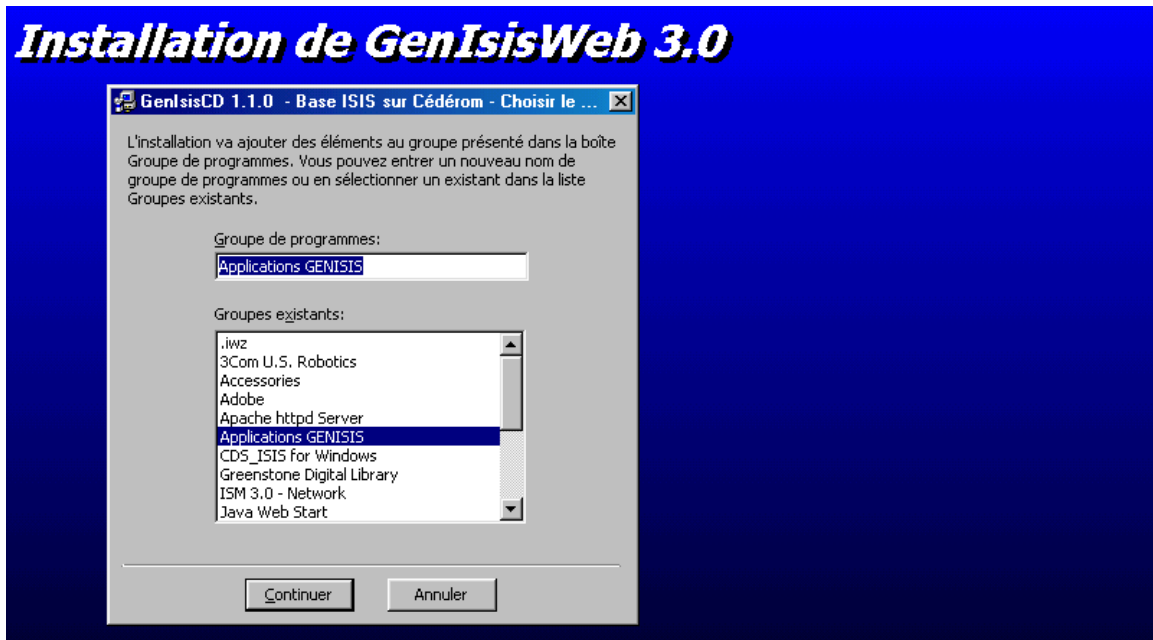 Installation de GenIsisWeb 3.0
GenIsisCD 1.1.0 - Base ISIS sur Cédérom - Choisir le ...
L'installation va ajouter des éléments au groupe présenté dans la boîte
Groupe de programmes. Vous pouvez entrer un nouveau nom de
groupe de programmes ou en sélectionner un existant dans la liste
Groupes existants.
Groupe de programmes:
Applications GENISIS
Groupes existants:
.iwz
3Com U.S. Robotics
Accessories
Adobe
Apache httpd Server
Applications GENISIS
CDS_ISIS for Windows
Greenstone Digital Library
ISM 3.0 - Network
Java Web Start
Continuer Annuler